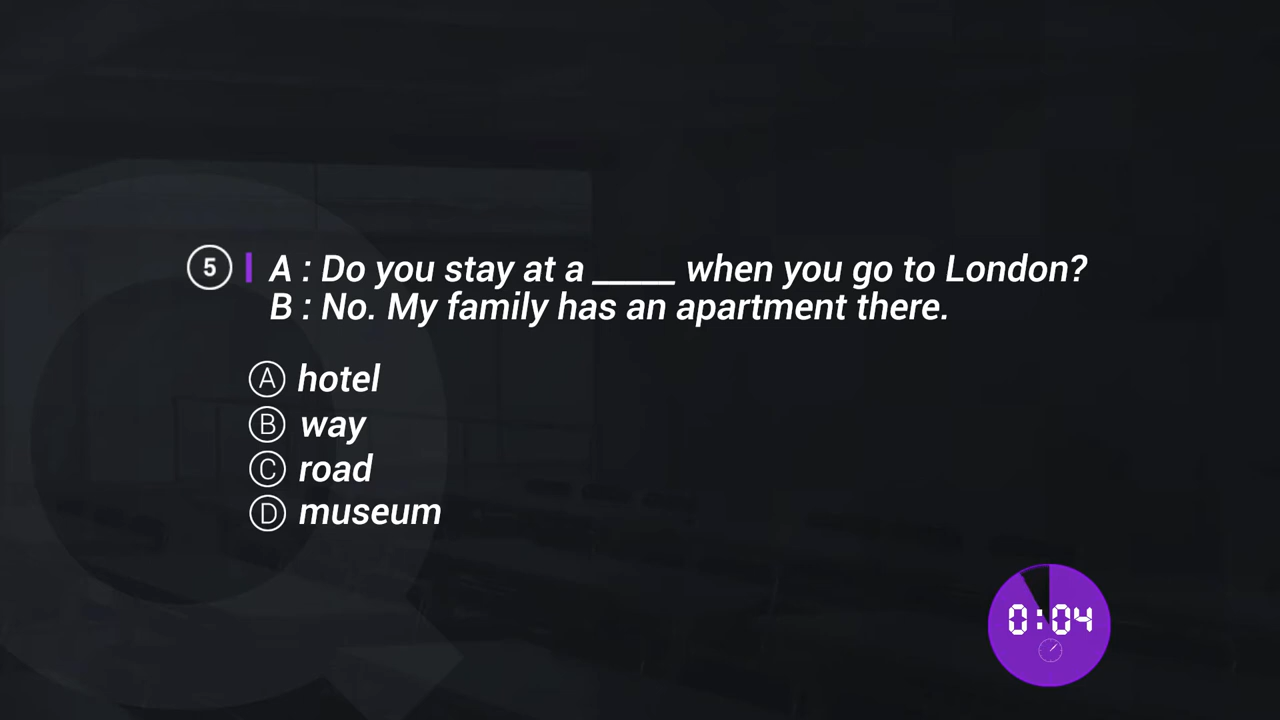 5 A : Do you stay at a _____ when you go to London?
B : No. My family has an apartment there.
A hotel
B way
C road
D museum
0:04